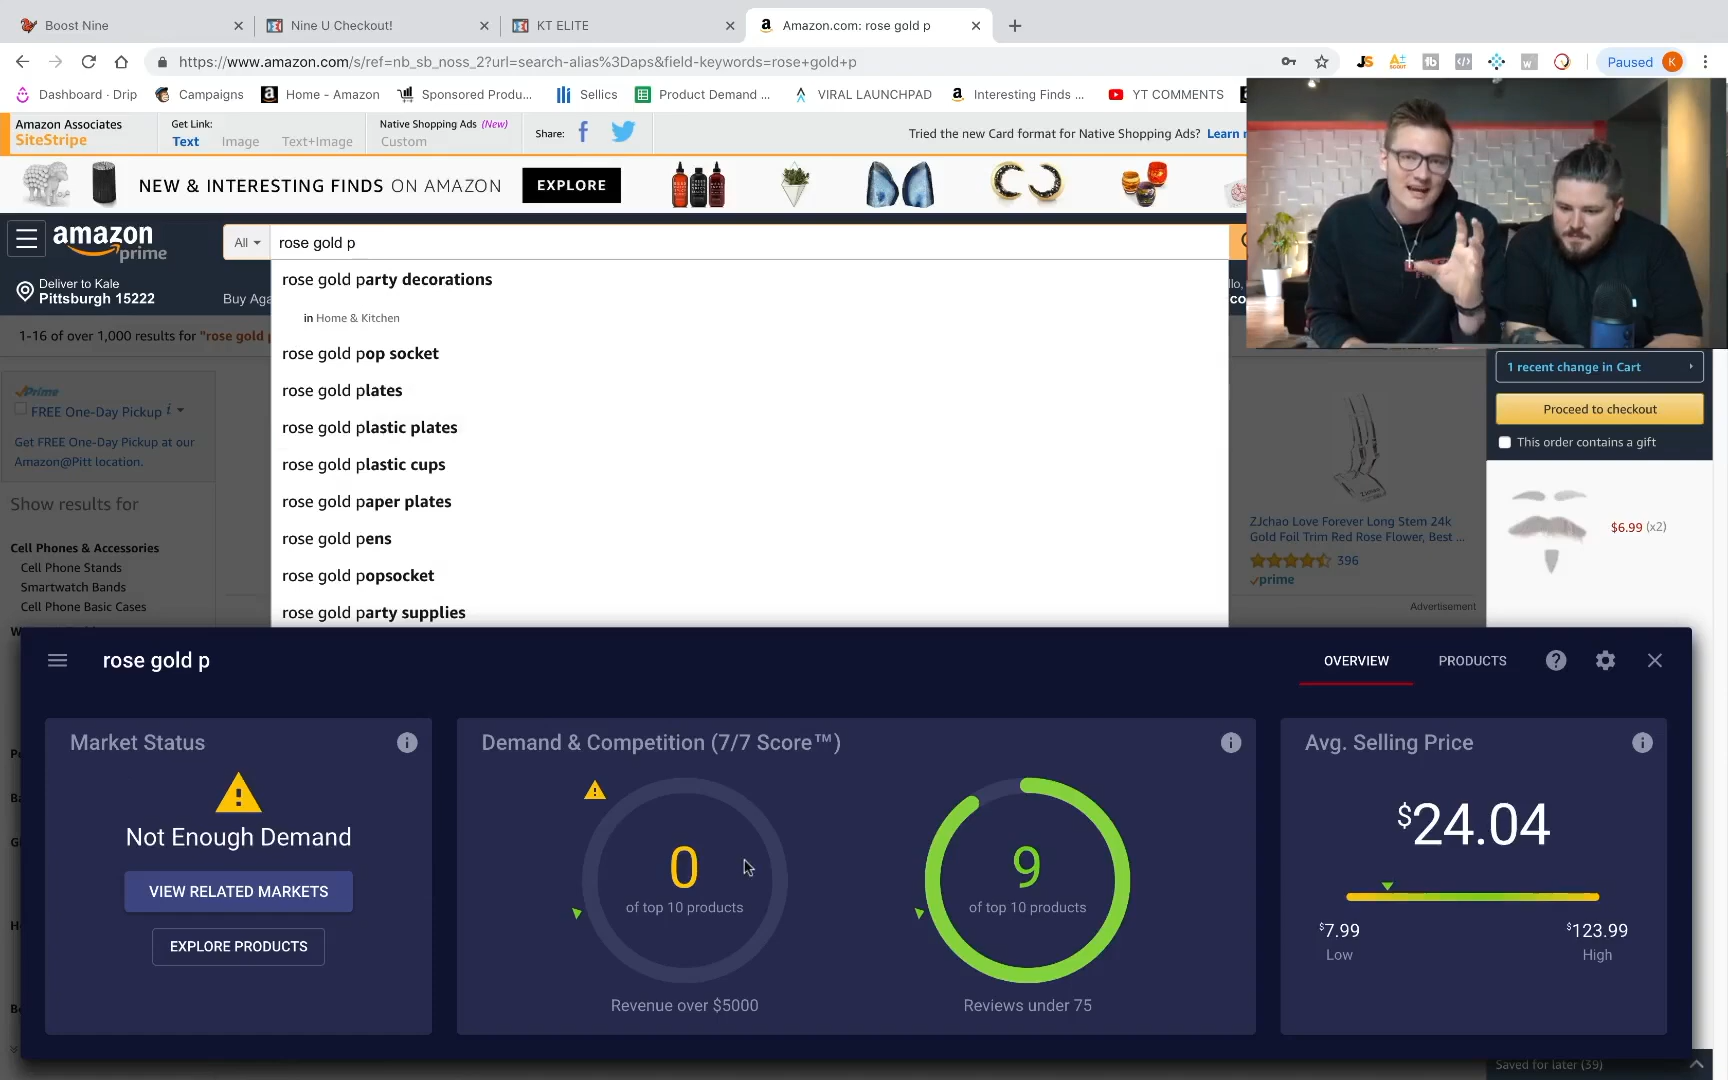 Boost Nine
Nine U Checkout!
KT ELITE
Amazon.com: rose gold p
https://www.amazon.com/s/ref=nb_sb_noss_2?url=search-alias%3Daps&field-keywords=rose+gold+p
Paused K
Dashboard · Drip
Campaigns
Home - Amazon
Sponsored Produ...
Sellics
Product Demand ...
VIRAL LAUNCHPAD
Interesting Finds ...
YT COMMENTS
Amazon Associates
SiteStripe
Get Link:
Text Image Text+Image
Native Shopping Ads (New)
Custom
Share:
Tried the new Card format for Native Shopping Ads? Learn
NEW & INTERESTING FINDS ON AMAZON
EXPLORE
amazon
prime
All
rose gold p
Deliver to Kale
Pittsburgh 15222
Buy Aga
1-16 of over 1,000 results for "rose gold
rose gold party decorations
in Home & Kitchen
rose gold pop socket
rose gold plates
rose gold plastic plates
rose gold plastic cups
rose gold paper plates
rose gold pens
rose gold popsocket
rose gold party supplies
Prime
FREE One-Day Pickup
Get FREE One-Day Pickup at our
Amazon@Pitt location.
Show results for
Cell Phones & Accessories
Cell Phone Stands
Smartwatch Bands
Cell Phone Basic Cases
ZJchao Love Forever Long Stem 24k
Gold Foil Trim Red Rose Flower, Best ...
396
prime
Advertisement
1 recent change in Cart
Proceed to checkout
This order contains a gift
$6.99 (x2)
rose gold p
OVERVIEW
PRODUCTS
Market Status
Not Enough Demand
VIEW RELATED MARKETS
EXPLORE PRODUCTS
Demand & Competition (7/7 Score™)
0
of top 10 products
Revenue over $5000
9
of top 10 products
Reviews under 75
Avg. Selling Price
$24.04
$7.99
Low
$123.99
High
Saved for later (39)